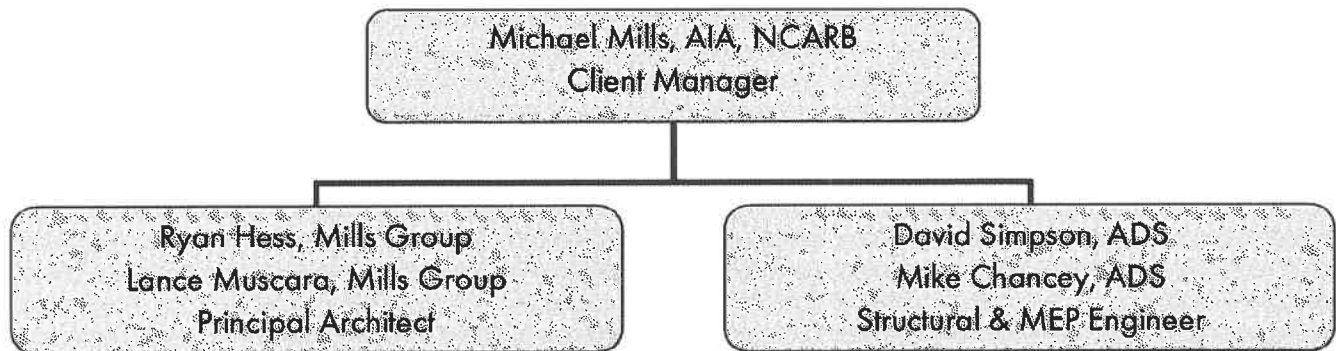 Michael Mills, AIA, NCARB
Client Manager
Ryan Hess, Mills Group
Lance Muscara, Mills Group
Principal Architect
David Simpson, ADS
Mike Chancey, ADS
Structural & MEP Engineer